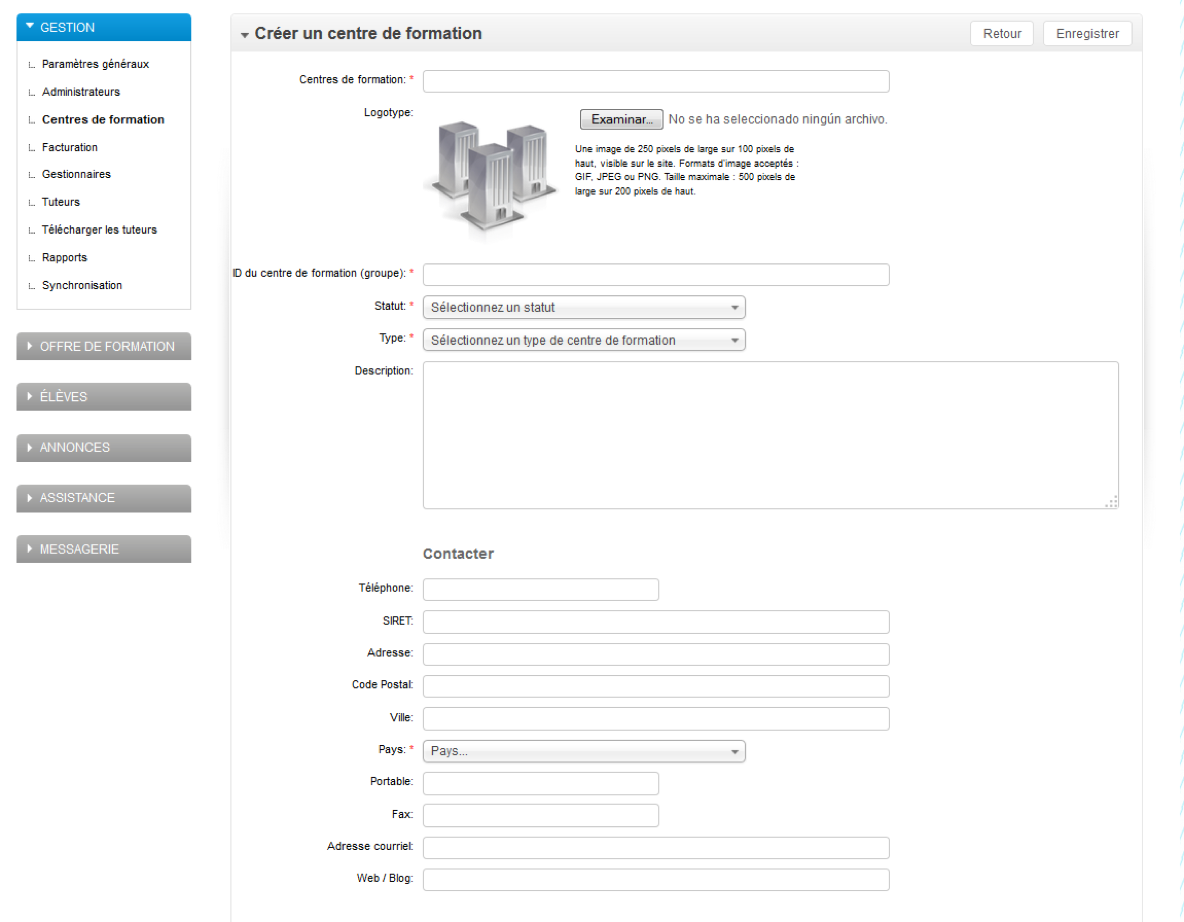 GESTION
Paramètres généraux
Administrateurs
Centres de formation
Facturation
Gestionnaires
Tuteurs
Télécharger les tuteurs
Rapports
Synchronisation
OFFRE DE FORMATION
ÉLÈVES
ANNONCES
ASSISTANCE
MESSAGERIE
Créer un centre de formation
Retour
Enregistrer
Centres de formation: *
Logotype:
Examinar... No se ha seleccionado ningún archivo.
Une image de 250 pixels de large sur 100 pixels de
haut, visible sur le site. Formats d'image acceptés :
GIF, JPEG ou PNG. Taille maximale : 500 pixels de
large sur 200 pixels de haut.
ID du centre de formation (groupe): *
Statut: * Sélectionnez un statut
Type: * Sélectionnez un type de centre de formation
Description:
Contacter
Téléphone:
SIRET:
Adresse:
Code Postal:
Ville:
Pays: * Pays...
Portable:
Fax:
Adresse courriel:
Web / Blog: